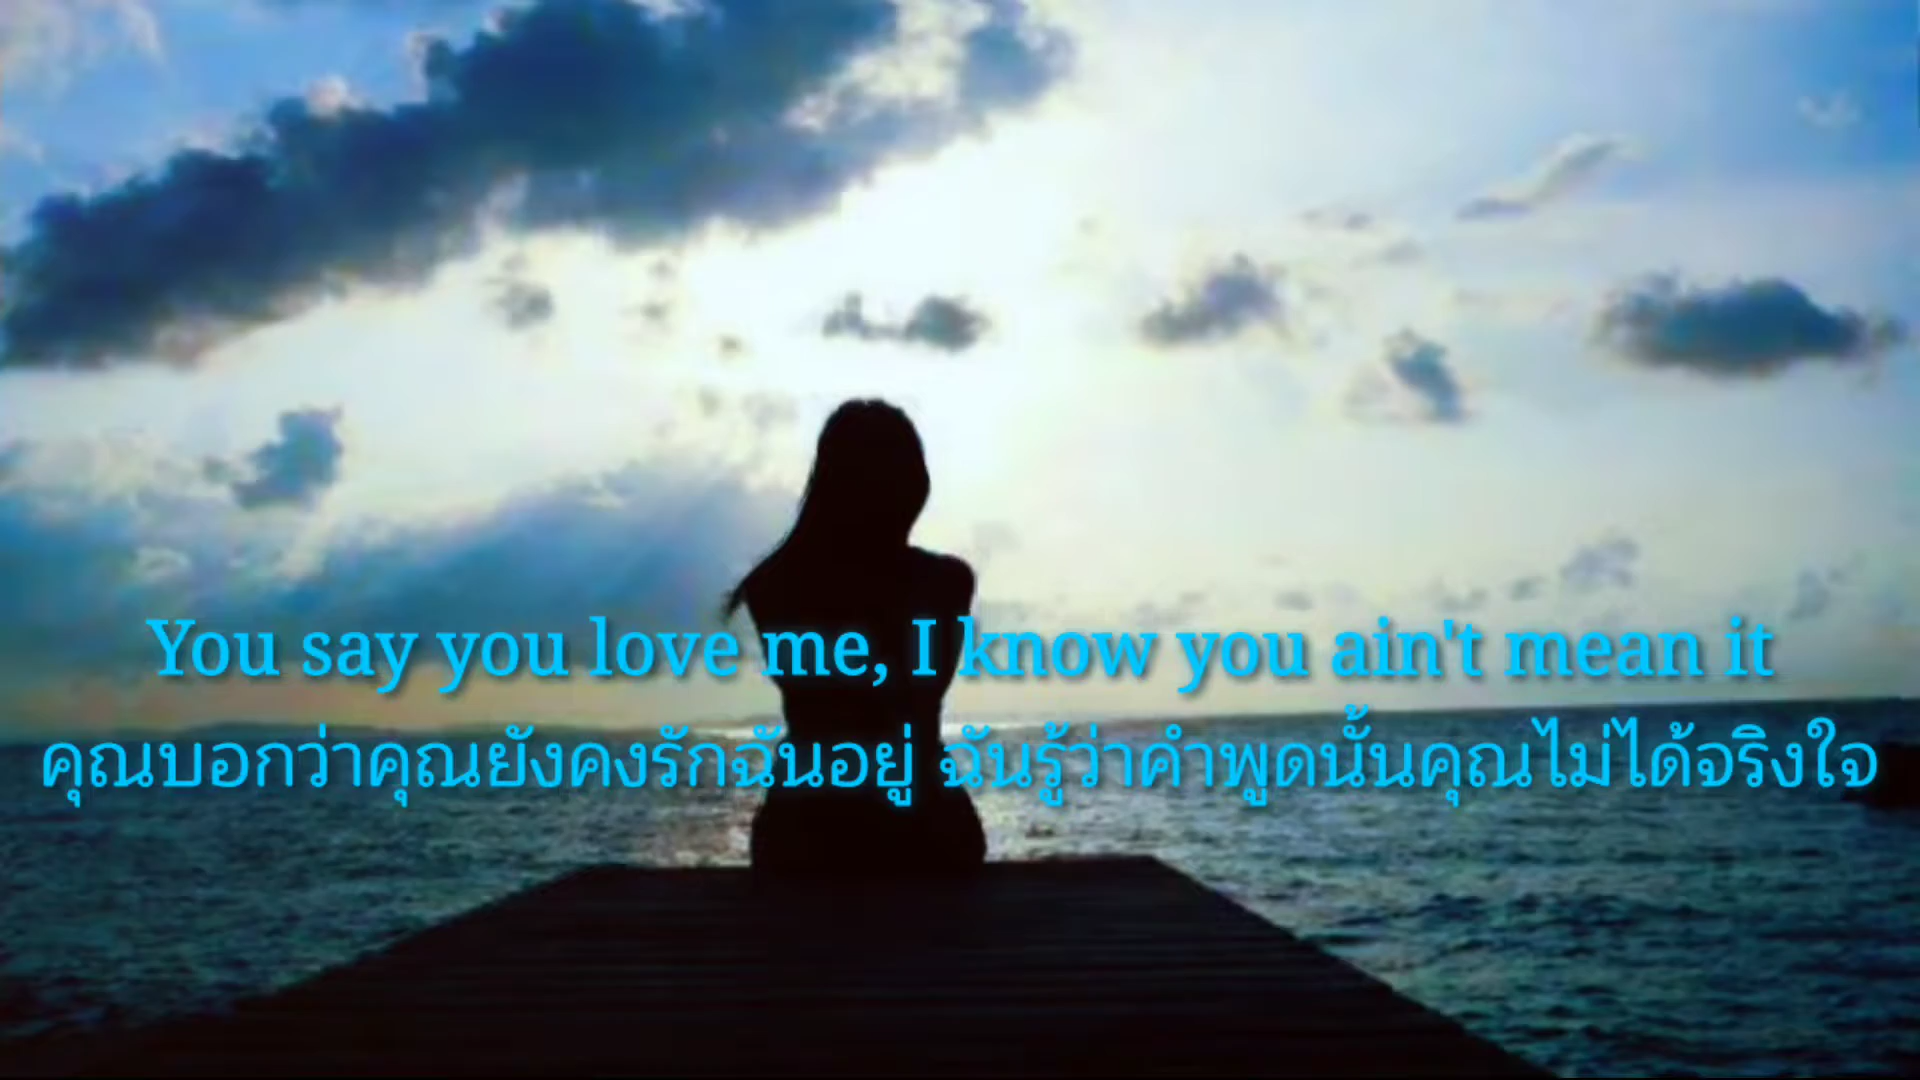 You say you love me, I know you ain't mean it
คุณบอกว่าคุณยังคงรักฉันอยู่ ฉันรู้ว่าคำพูดนั้นคุณไม่ได้จริงใจ